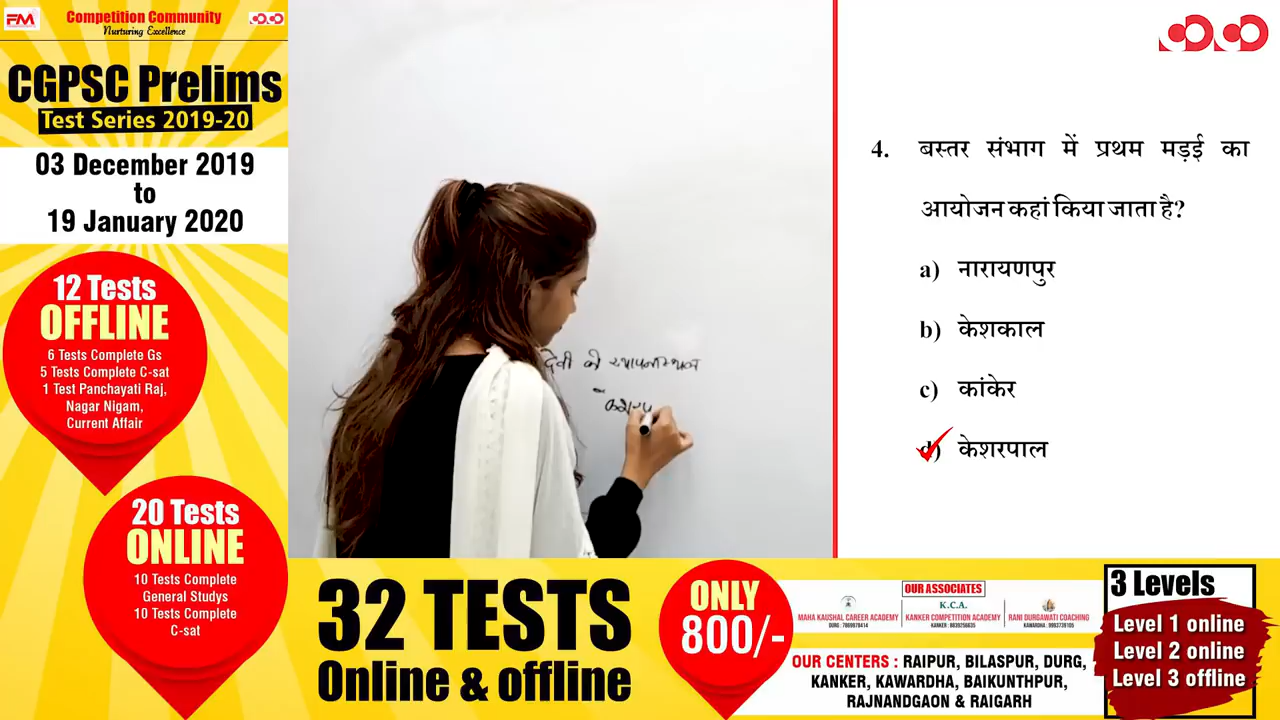 FM
Competition Community
Nurturing Excellence
CGPSC Prelims
Test Series 2019-20
03 December 2019
to
19 January 2020
12 Tests
OFFLINE
6 Tests Complete Gs
5 Tests Complete C-sat
1 Test Panchayati Raj,
Nagar Nigam,
Current Affair
20 Tests
ONLINE
10 Tests Complete
General Studys
10 Tests Complete
C-sat
देवी की स्थापना स्थान
4. बस्तर संभाग में प्रथम मड़ई का
आयोजन कहां किया जाता है?
a) नारायणपुर
b) केशकाल
c) कांकेर
d) केशरपाल
32 TESTS
Online & offline
ONLY
800/-
OUR ASSOCIATES
MAHA KAUSHAL CAREER ACADEMY
K.C.A.
KANKER COMPETITION ACADEMY
RANI DURGAWATI COACHING
OUR CENTERS : RAIPUR, BILASPUR, DURG,
KANKER, KAWARDHA, BAIKUNTHPUR,
RAJNANDGAON & RAIGARH
3 Levels
Level 1 online
Level 2 online
Level 3 offline